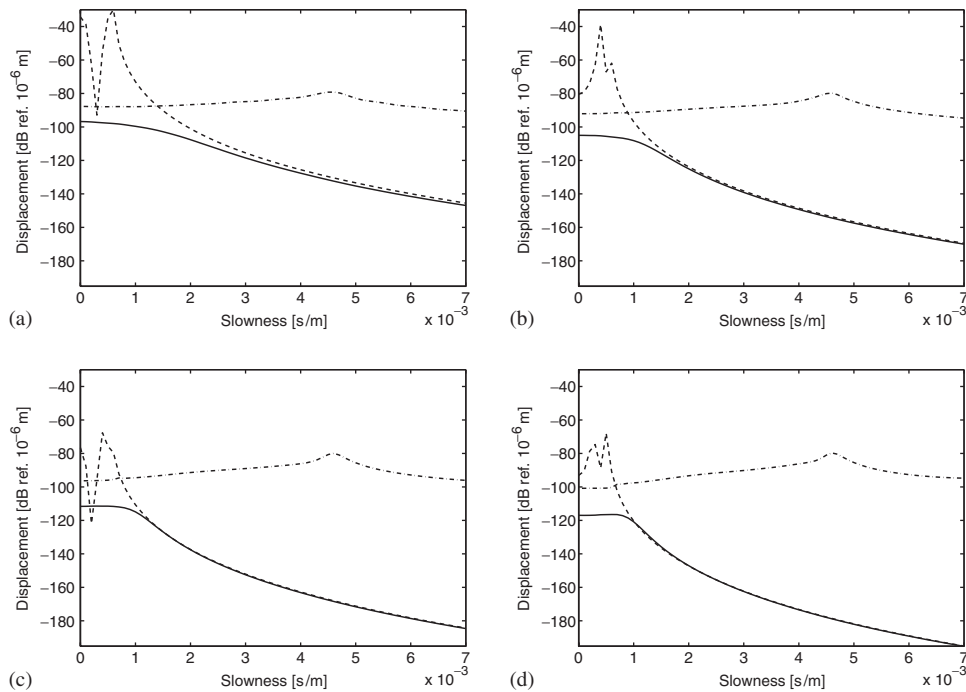 −40
−60
−80
−100
−120
−140
−160
−180
Displacement [dB ref. 10⁻⁶ m]
0 1 2 3 4 5 6 7
Slowness [s/m]
x 10⁻³
(a)
−40
−60
−80
−100
−120
−140
−160
−180
Displacement [dB ref. 10⁻⁶m]
0 1 2 3 4 5 6 7
Slowness [s/m]
x 10⁻³
(b)
−40
−60
−80
−100
−120
−140
−160
−180
Displacement [dB ref. 10⁻⁶ m]
0 1 2 3 4 5 6 7
Slowness [s/m]
x 10⁻³
(c)
−40
−60
−80
−100
−120
−140
−160
−180
Displacement [dB ref. 10⁻⁶ m]
0 1 2 3 4 5 6 7
Slowness [s/m]
x 10⁻³
(d)